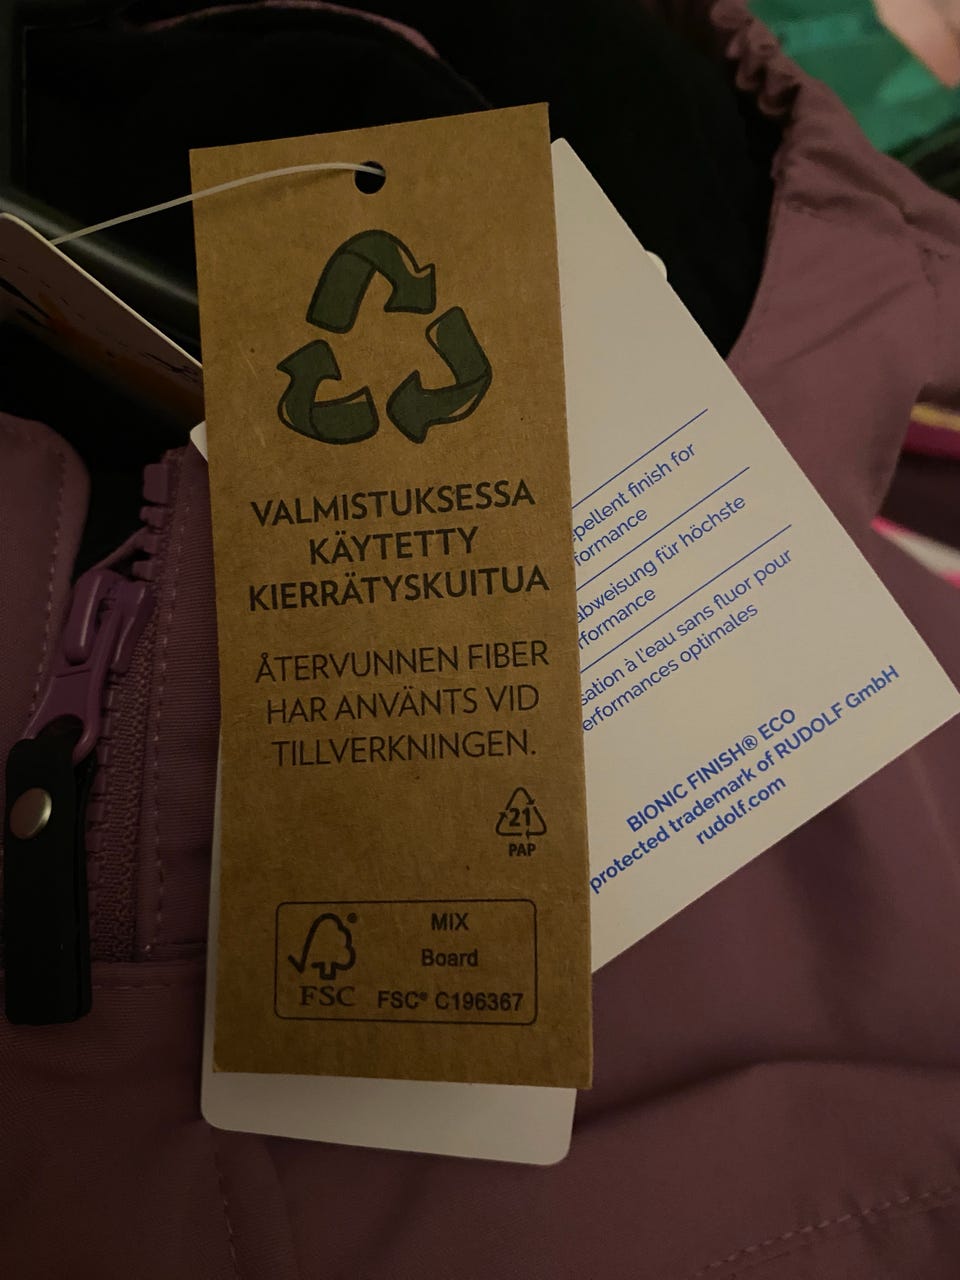 VALMISTUKSESSA
KÄYTETTY
KIERRÄTYSKUITUA
ÅTERVUNNEN FIBER
HAR ANVÄNTS VID
TILLVERKNINGEN.
21
PAP
FSC®
MIX
Board
FSC® C196367
pellent finish for
formance
abweisung für höchste
formance
sation à l'eau sans fluor pour
erformances optimales
BIONIC FINISH® ECO
protected trademark of RUDOLF GmbH
rudolf.com